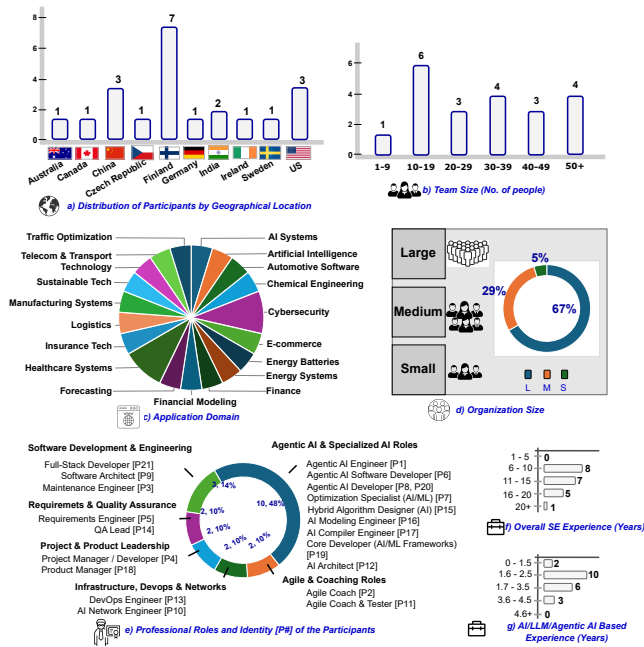 8
6
4
2
0
1
1
3
1
7
1
2
1
1
3
Australia
Canada
China
Czech Republic
Finland
Germany
India
Ireland
Sweden
US
a) Distribution of Participants by Geographical Location
6
4
2
0
1
6
3
4
3
4
1-9
10-19
20-29
30-39
40-49
50+
b) Team Size (No. of people)
Traffic Optimization
Telecom & Transport
Technology
Sustainable Tech
Manufacturing Systems
Logistics
Insurance Tech
Healthcare Systems
Forecasting
Financial Modeling
AI Systems
Artificial Intelligence
Automotive Software
Chemical Engineering
Cybersecurity
E-commerce
Energy Batteries
Energy Systems
Finance
c) Application Domain
Large
Medium
Small
5%
29%
67%
L M S
d) Organization Size
Software Development & Engineering
Full-Stack Developer [P21]
Software Architect [P9]
Maintenance Engineer [P3]
Requiremets & Quality Assurance
Requirements Engineer [P5]
QA Lead [P14]
Project & Product Leadership
Project Manager / Developer [P4]
Product Manager [P18]
Infrastructure, Devops & Networks
DevOps Engineer [P13]
AI Network Engineer [P10]
3, 14%
2, 10%
2, 10%
2, 10%
2, 10%
10, 48%
Agentic AI & Specialized AI Roles
Agentic AI Engineer [P1]
Agentic AI Software Developer [P6]
Agentic AI Developer [P8, P20]
Optimization Specialist (AI/ML) [P7]
Hybrid Algorithm Designer (AI) [P15]
AI Modeling Engineer [P16]
AI Compiler Engineer [P17]
Core Developer (AI/ML Frameworks)
[P19]
AI Architect [P12]
Agile & Coaching Roles
Agile Coach [P2]
Agile Coach & Tester [P11]
e) Professional Roles and Identity [P#] of the Participants
1 - 5 0
6 - 10 8
11 - 15 7
16 - 20 5
20+ 1
f) Overall SE Experience (Years)
0 - 1.5 2
1.6 - 2.5 10
1.7 - 3.5 6
3.6 - 4.5 3
4.6+ 0
g) AI/LLM/Agentic AI Based
Experience (Years)